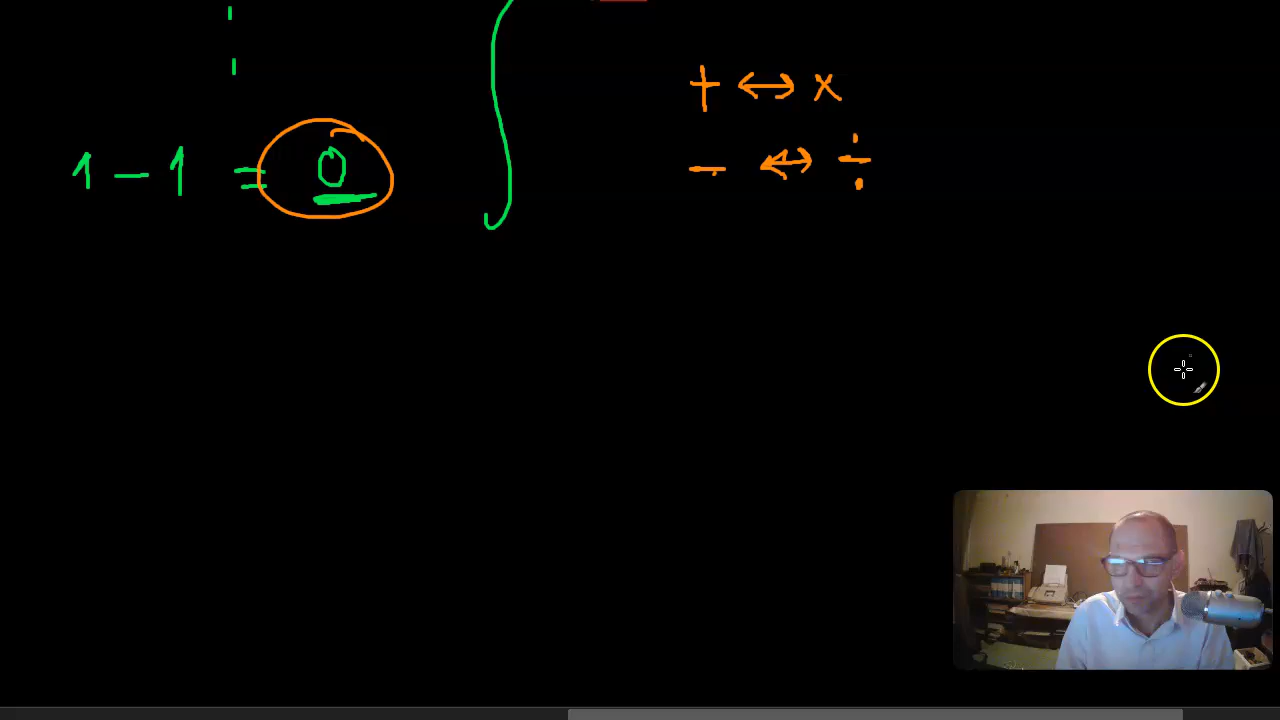 1 - 1 = 0
+ ↔ x
- ↔ ÷